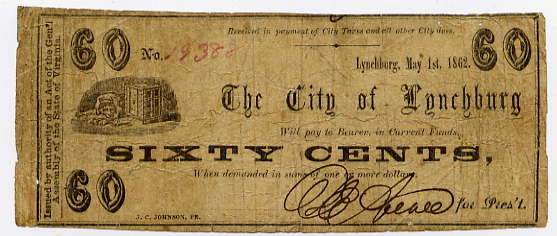 Issued by authority of an Act of the Gen'l
Assembly of the State of Virginia.
60
60
Received in payment of City Taxes and all other City dues.
No.
Lynchburg, May 1st, 1862.
The City of Lynchburg
Will pay to Bearer, in Current Funds,
SIXTY CENTS,
When demanded in sums of one or more dollars.
60
for Pres't.
J. C. JOHNSON, PR.